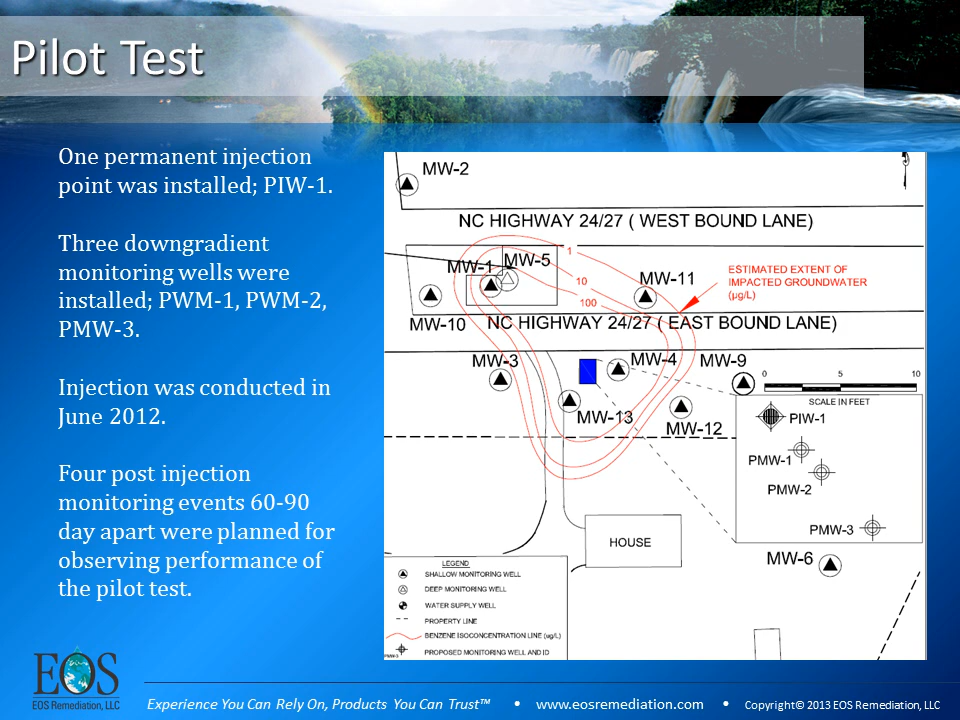 Pilot Test
One permanent injection
point was installed; PIW-1.
Three downgradient
monitoring wells were
installed; PWM-1, PWM-2,
PMW-3.
Injection was conducted in
June 2012.
Four post injection
monitoring events 60-90
day apart were planned for
observing performance of
the pilot test.
MW-2
NC HIGHWAY 24/27 ( WEST BOUND LANE)
1
MW-1
MW-5
10
100
MW-11
ESTIMATED EXTENT OF
IMPACTED GROUNDWATER
(µg/L)
MW-10
NC HIGHWAY 24/27 ( EAST BOUND LANE)
MW-3
MW-4
MW-9
0 5 10
SCALE IN FEET
MW-13
MW-12
PIW-1
PMW-1
PMW-2
PMW-3
HOUSE
MW-6
LEGEND
SHALLOW MONITORING WELL
DEEP MONITORING WELL
WATER SUPPLY WELL
PROPERTY LINE
BENZENE ISOCONCENTRATION LINE (ug/L)
PMW-3 PROPOSED MONITORING WELL AND ID
EOS
EOS Remediation, LLC
Experience You Can Rely On, Products You Can Trust™ • www.eosremediation.com • Copyright© 2013 EOS Remediation, LLC